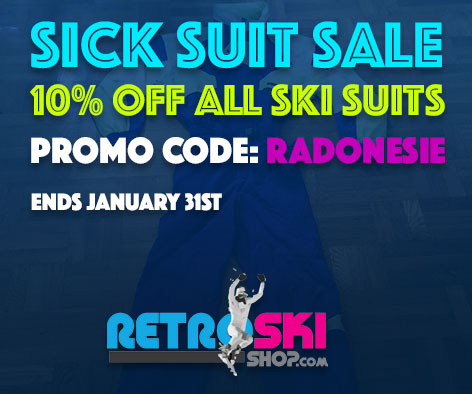 SICK SUIT SALE
10% OFF ALL SKI SUITS
PROMO CODE: RADONESIE
ENDS JANUARY 31ST
RETROSKI
SHOP.COM